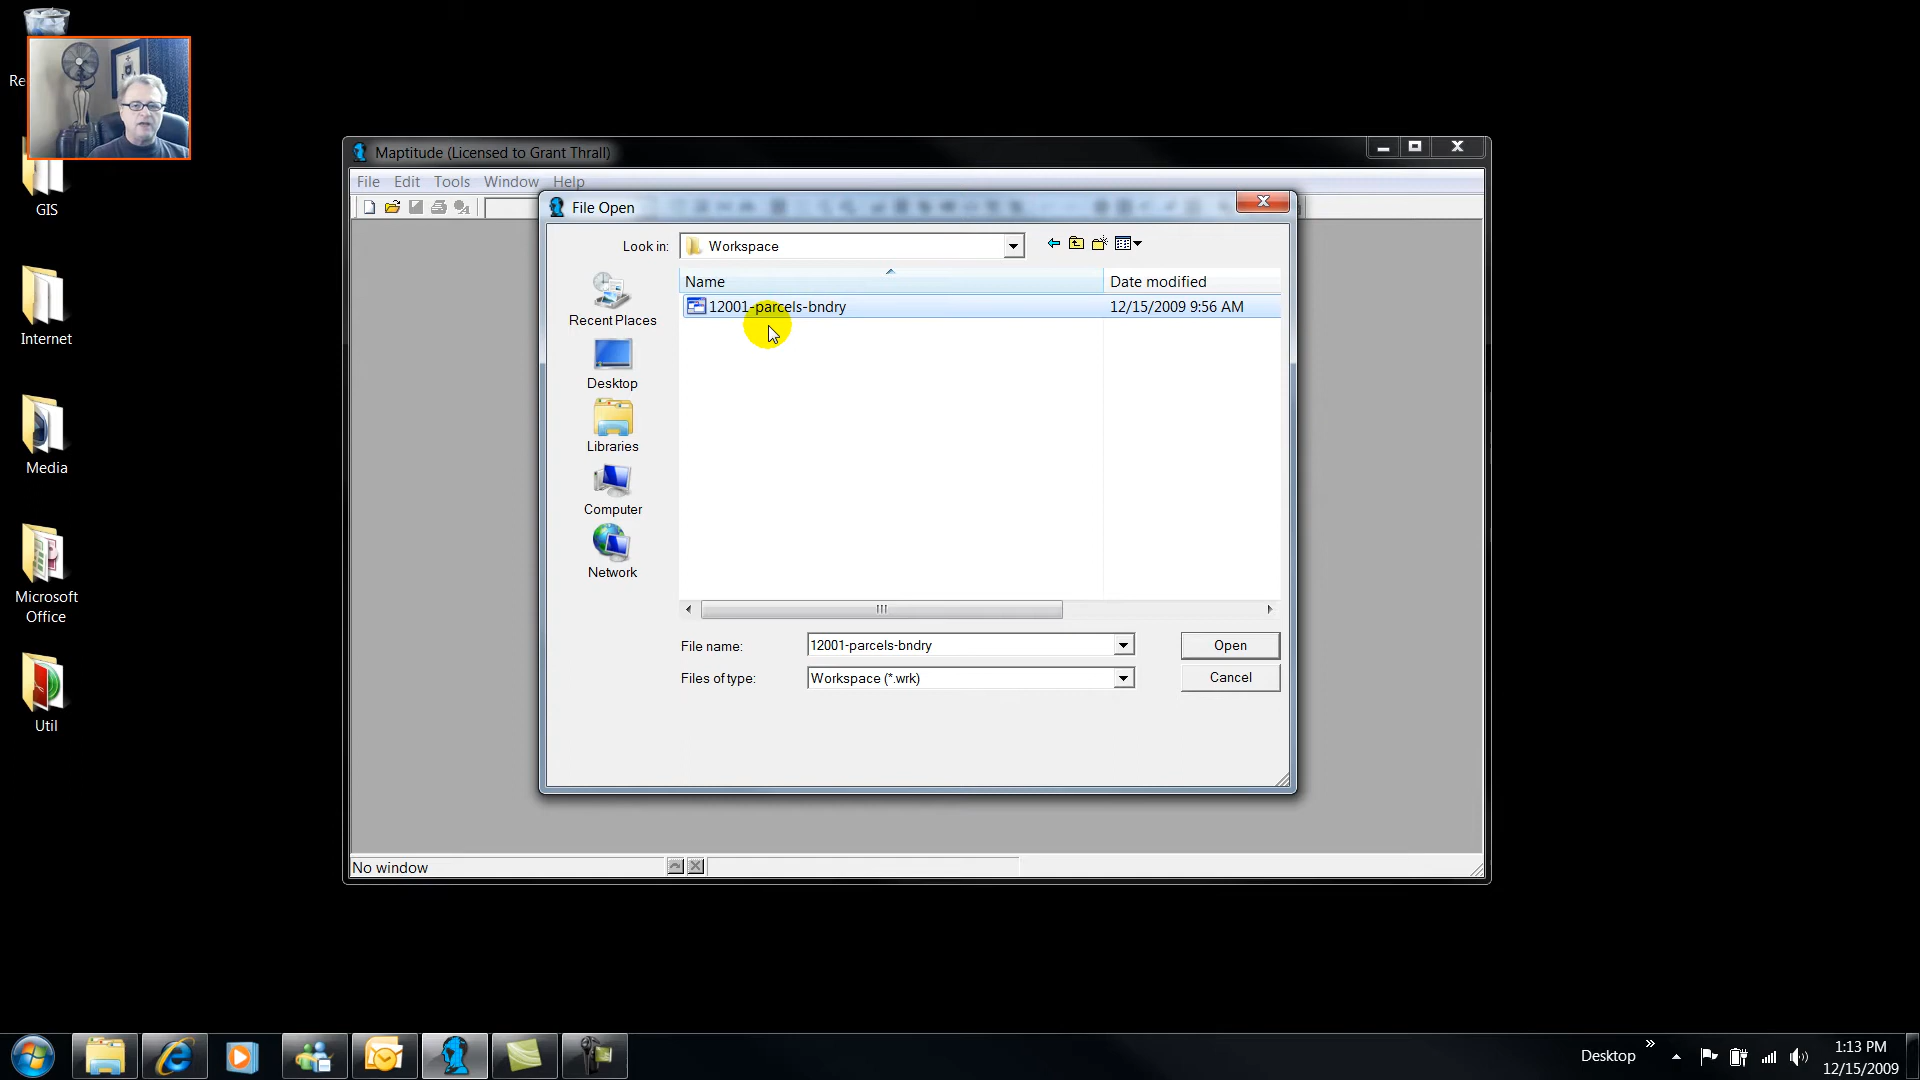 Re
GIS
Internet
Media
Microsoft
Office
Util
Maptitude (Licensed to Grant Thrall)
File Edit Tools Window Help
File Open
Look in: Workspace
Name Date modified
12001-parcels-bndry 12/15/2009 9:56 AM
Recent Places
Desktop
Libraries
Computer
Network
File name: 12001-parcels-bndry Open
Files of type: Workspace (*.wrk) Cancel
No window
Desktop »
1:13 PM
12/15/2009